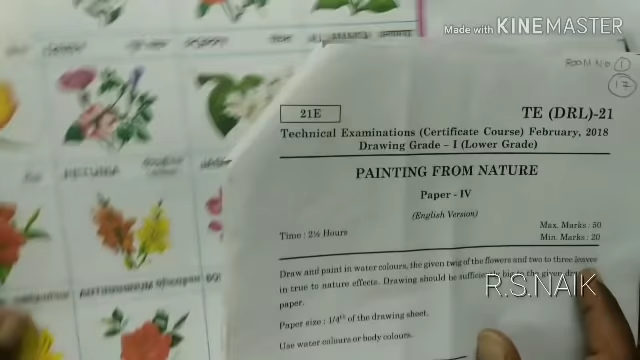 Made with KINEMASTER
ROOM NO 1
17
21E
TE (DRL)-21
Technical Examinations (Certificate Course) February, 2018
Drawing Grade – I (Lower Grade)
PAINTING FROM NATURE
Paper - IV
(English Version)
Time : 2½ Hours
Max. Marks : 50
Min. Marks : 20
Draw and paint in water colours, the given twig of the flowers and two to three leaves
in true to nature effects. Drawing should be big to the given
paper.
R.S.NAIK
Paper size : 1/4th of the drawing sheet.
Use water colours or body colours.
PETUNIA